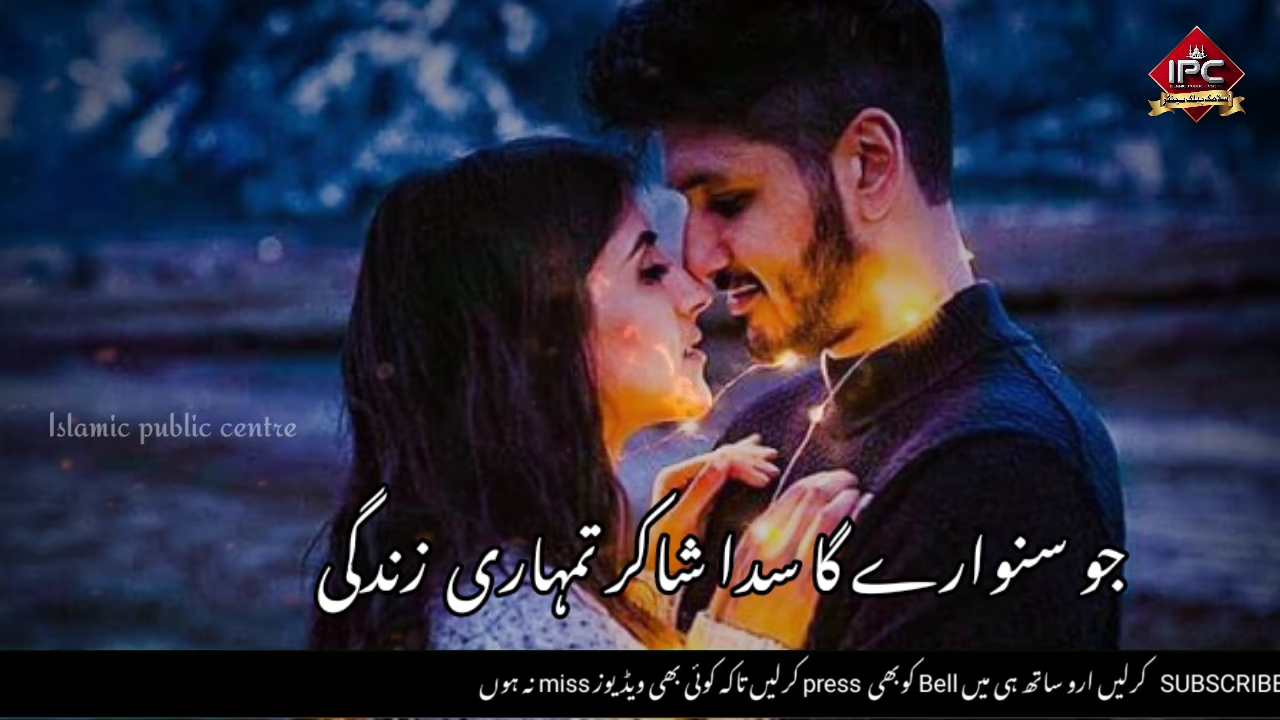 IPC
Islamic public centre
جو سنوارے گا سدا شاکر تمہاری زندگی
SUBSCRIBE کرلیں ارو ساتھ ہی میں Bell کو بھی press کرلیں تاکہ کوئی بھی ویڈیوز miss نہ ہوں